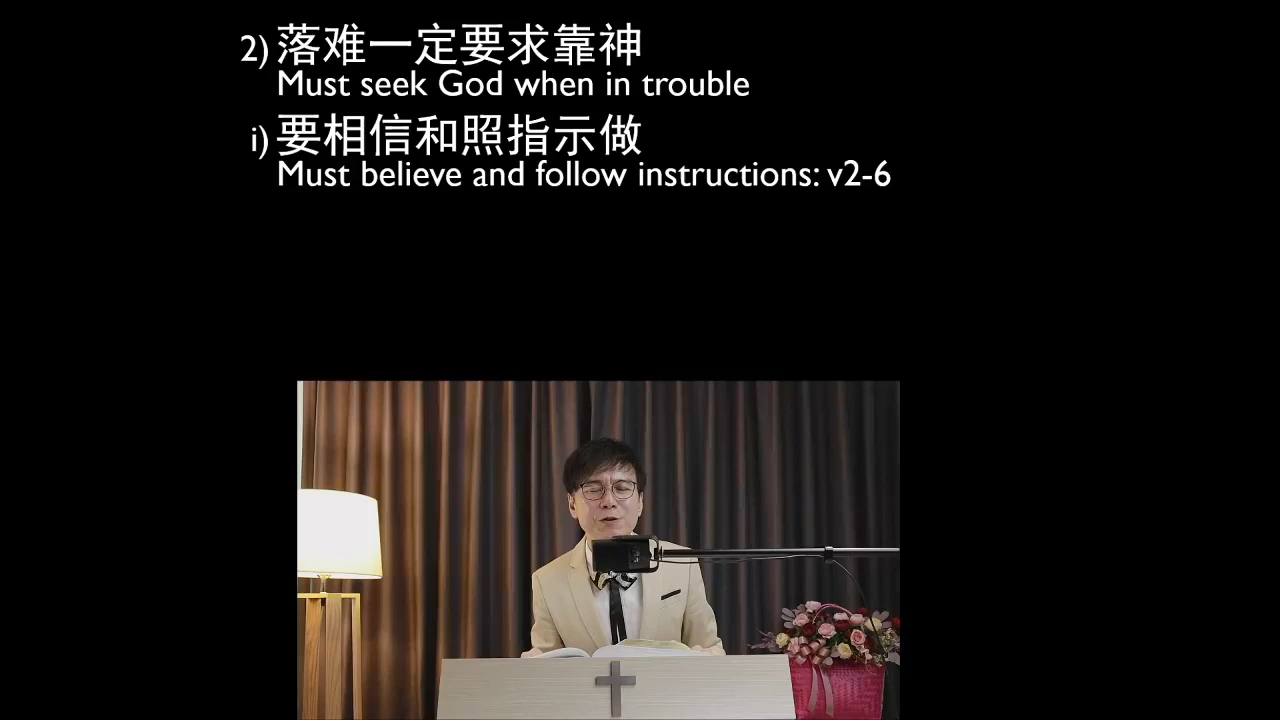 2) 落难一定要求靠神
Must seek God when in trouble
i) 要相信和照指示做
Must believe and follow instructions: v2-6